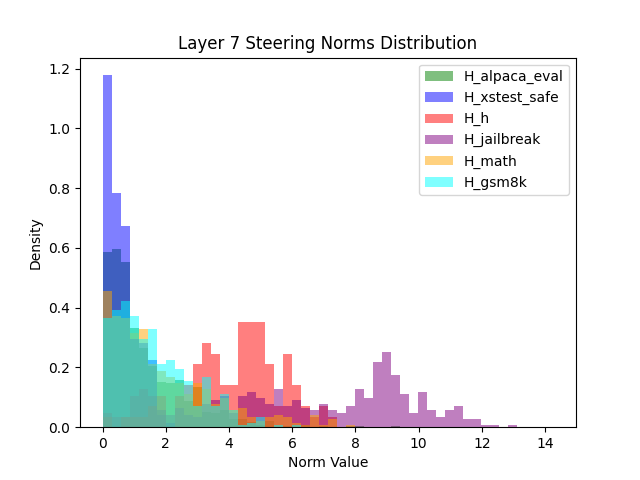 Layer 7 Steering Norms Distribution
H_alpaca_eval
H_xstest_safe
H_h
H_jailbreak
H_math
H_gsm8k
1.2
1.0
0.8
0.6
0.4
0.2
0.0
Density
0 2 4 6 8 10 12 14
Norm Value